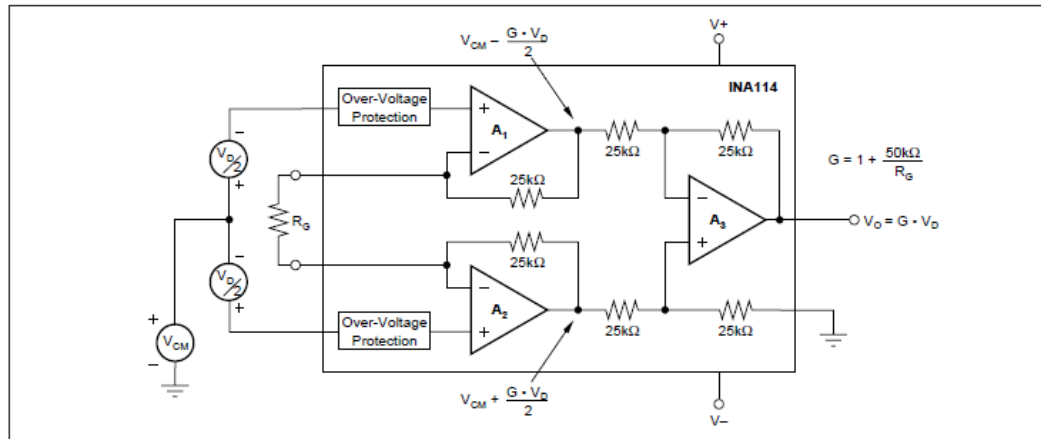 V+
V_CM – G • V_D / 2
INA114
Over-Voltage
Protection
+
A₁
–
25kΩ
25kΩ
25kΩ
G = 1 + 50kΩ / R_G
–
V_D/2
+
R_G
–
A₃
+
V_O = G • V_D
–
V_D/2
+
25kΩ
–
A₂
+
25kΩ
25kΩ
Over-Voltage
Protection
+
V_CM
–
V_CM + G • V_D / 2
V–